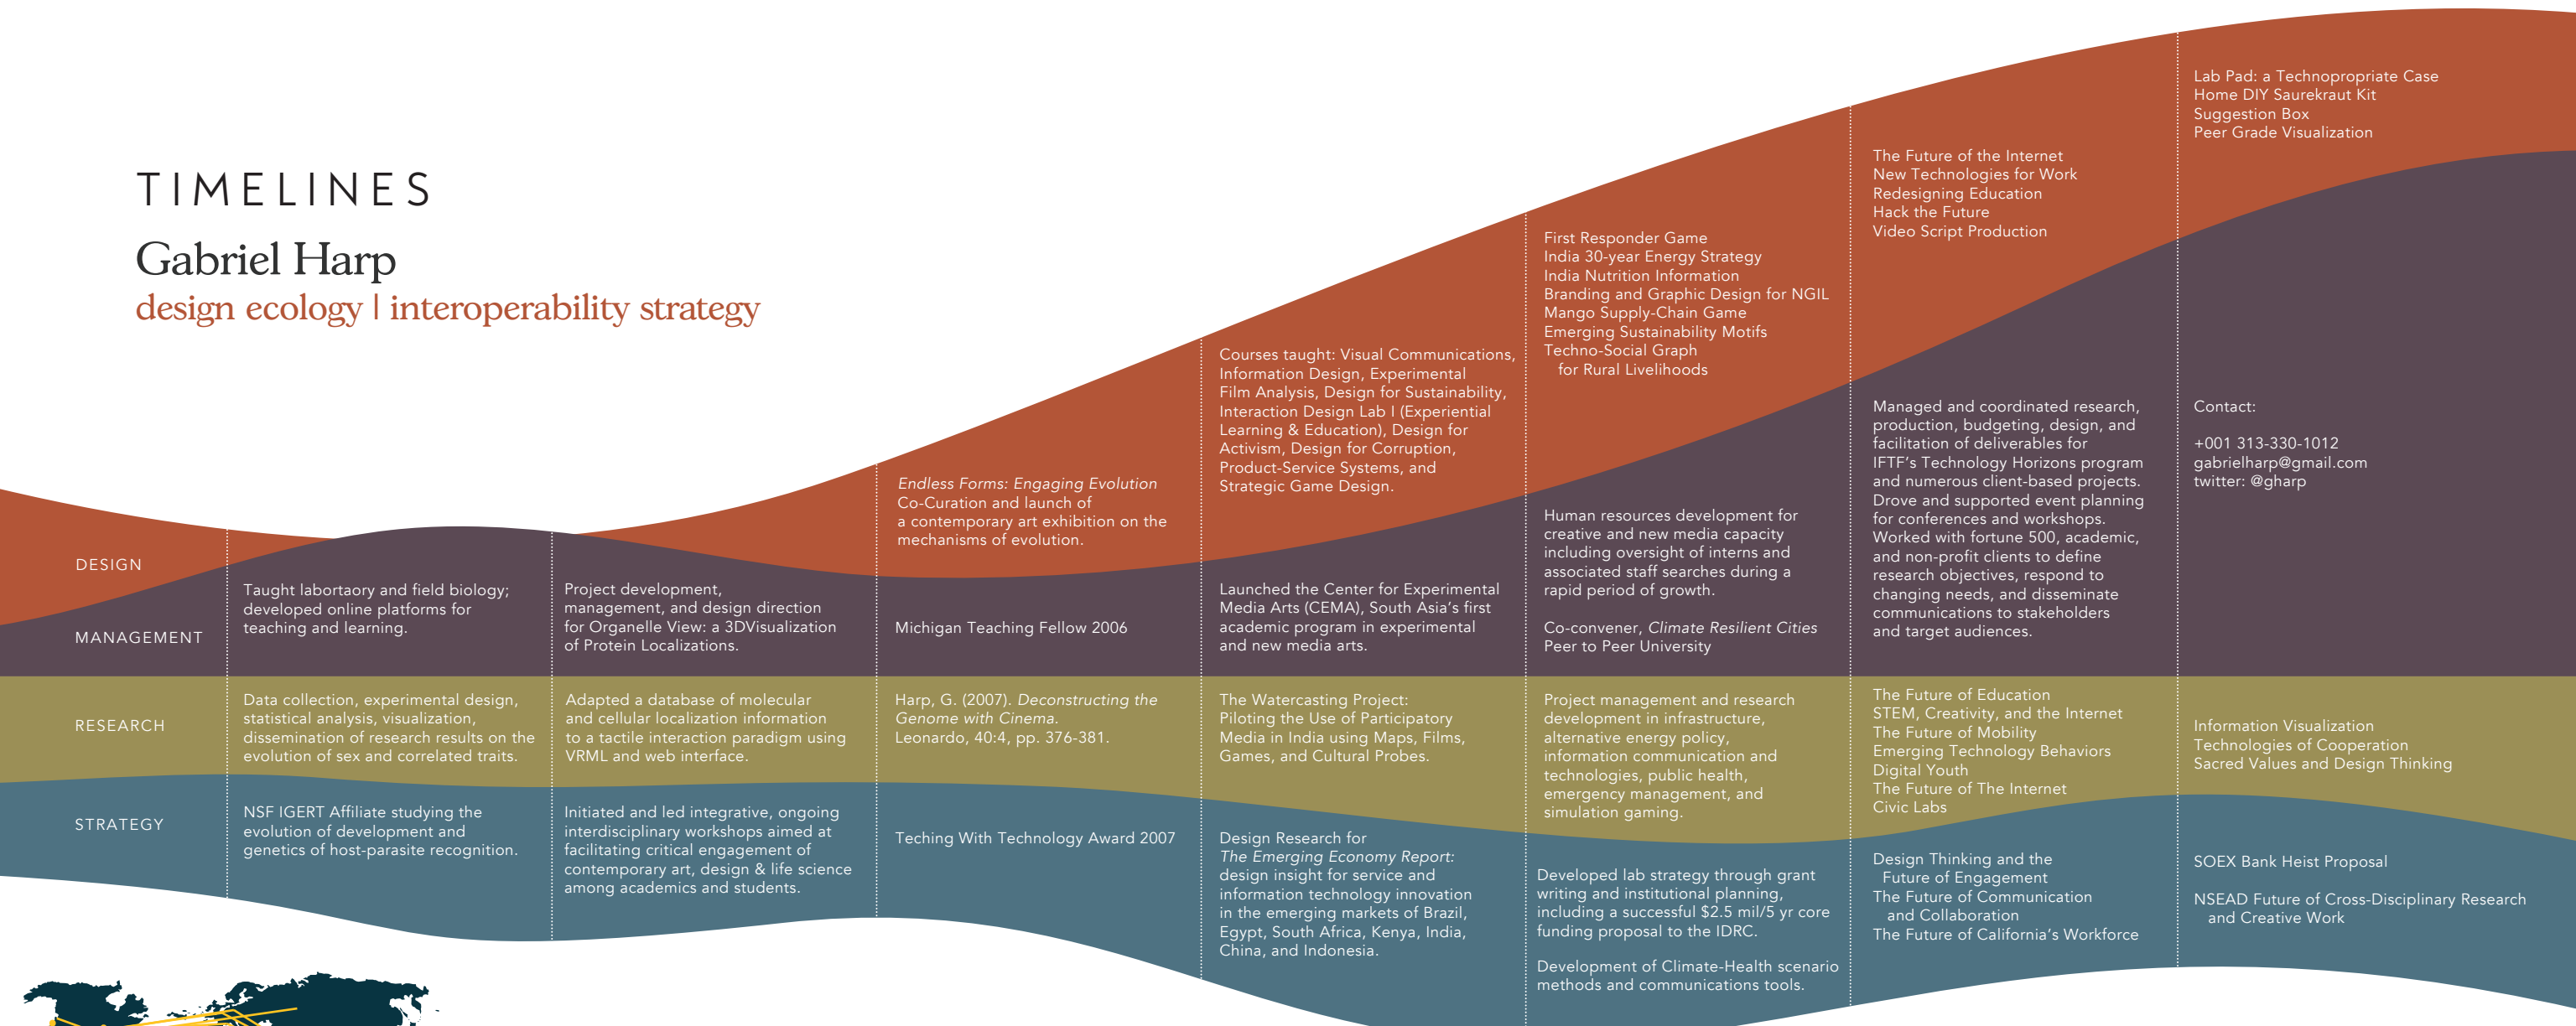 TIMELINES
Gabriel Harp
design ecology | interoperability strategy
DESIGN
Endless Forms: Engaging Evolution
Co-Curation and launch of
a contemporary art exhibition on the
mechanisms of evolution.
Courses taught: Visual Communications,
Information Design, Experimental
Film Analysis, Design for Sustainability,
Interaction Design Lab I (Experiential
Learning & Education), Design for
Activism, Design for Corruption,
Product-Service Systems, and
Strategic Game Design.
First Responder Game
India 30-year Energy Strategy
India Nutrition Information
Branding and Graphic Design for NGIL
Mango Supply-Chain Game
Emerging Sustainability Motifs
Techno-Social Graph
for Rural Livelihoods
The Future of the Internet
New Technologies for Work
Redesigning Education
Hack the Future
Video Script Production
Lab Pad: a Technopropriate Case
Home DIY Saurekraut Kit
Suggestion Box
Peer Grade Visualization
MANAGEMENT
Taught labortaory and field biology;
developed online platforms for
teaching and learning.
Project development,
management, and design direction
for Organelle View: a 3DVisualization
of Protein Localizations.
Michigan Teaching Fellow 2006
Launched the Center for Experimental
Media Arts (CEMA), South Asia's first
academic program in experimental
and new media arts.
Human resources development for
creative and new media capacity
including oversight of interns and
associated staff searches during a
rapid period of growth.
Co-convener, Climate Resilient Cities
Peer to Peer University
Managed and coordinated research,
production, budgeting, design, and
facilitation of deliverables for
IFTF's Technology Horizons program
and numerous client-based projects.
Drove and supported event planning
for conferences and workshops.
Worked with fortune 500, academic,
and non-profit clients to define
research objectives, respond to
changing needs, and disseminate
communications to stakeholders
and target audiences.
Contact:
+001 313-330-1012
gabrielharp@gmail.com
twitter: @gharp
RESEARCH
Data collection, experimental design,
statistical analysis, visualization,
dissemination of research results on the
evolution of sex and correlated traits.
Adapted a database of molecular
and cellular localization information
to a tactile interaction paradigm using
VRML and web interface.
Harp, G. (2007). Deconstructing the
Genome with Cinema.
Leonardo, 40:4, pp. 376-381.
The Watercasting Project:
Piloting the Use of Participatory
Media in India using Maps, Films,
Games, and Cultural Probes.
Project management and research
development in infrastructure,
alternative energy policy,
information communication and
technologies, public health,
emergency management, and
simulation gaming.
The Future of Education
STEM, Creativity, and the Internet
The Future of Mobility
Emerging Technology Behaviors
Digital Youth
The Future of The Internet
Civic Labs
Information Visualization
Technologies of Cooperation
Sacred Values and Design Thinking
STRATEGY
NSF IGERT Affiliate studying the
evolution of development and
genetics of host-parasite recognition.
Initiated and led integrative, ongoing
interdisciplinary workshops aimed at
facilitating critical engagement of
contemporary art, design & life science
among academics and students.
Teching With Technology Award 2007
Design Research for
The Emerging Economy Report:
design insight for service and
information technology innovation
in the emerging markets of Brazil,
Egypt, South Africa, Kenya, India,
China, and Indonesia.
Developed lab strategy through grant
writing and institutional planning,
including a successful $2.5 mil/5 yr core
funding proposal to the IDRC.
Development of Climate-Health scenario
methods and communications tools.
Design Thinking and the
Future of Engagement
The Future of Communication
and Collaboration
The Future of California's Workforce
SOEX Bank Heist Proposal
NSEAD Future of Cross-Disciplinary Research
and Creative Work